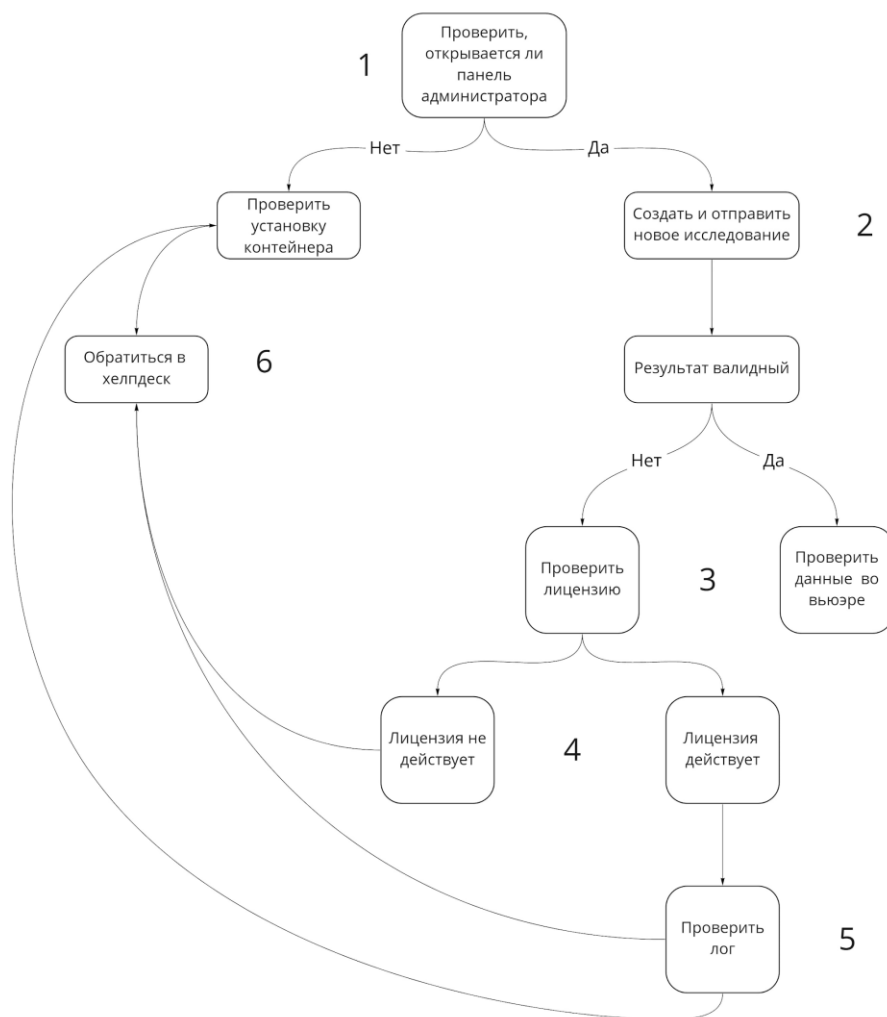 Проверить,
открывается ли
панель
администратора
1
Нет
Да
Проверить
установку
контейнера
Создать и отправить
новое исследование
2
Обратиться в
хелпдеск
6
Результат валидный
Нет
Да
Проверить
лицензию
3
Проверить
данные во
вьюэре
Лицензия не
действует
4
Лицензия
действует
Проверить
лог
5